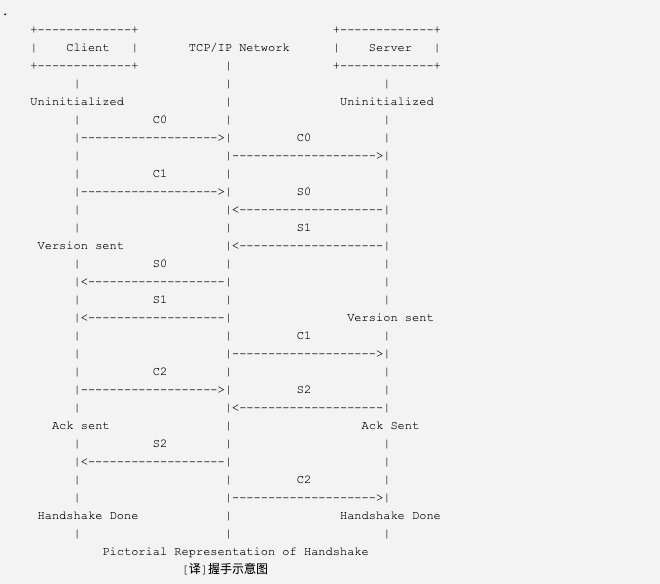 .
+-------------+                           +-------------+
|    Client   |       TCP/IP Network      |    Server   |
+-------------+            |              +-------------+
      |                    |                     |
Uninitialized              |               Uninitialized
      |          C0        |                     |
      |------------------->|         C0          |
      |                    |-------------------->|
      |          C1        |                     |
      |------------------->|         S0          |
      |                    |<--------------------|
      |                    |         S1          |
 Version sent              |<--------------------|
      |          S0        |                     |
      |<-------------------|                     |
      |          S1        |                     |
      |<-------------------|                Version sent
      |                    |         C1          |
      |                    |-------------------->|
      |          C2        |                     |
      |------------------->|         S2          |
      |                    |<--------------------|
   Ack sent                |                  Ack Sent
      |          S2        |                     |
      |<-------------------|                     |
      |                    |         C2          |
      |                    |-------------------->|
 Handshake Done            |               Handshake Done
      |                    |                     |
          Pictorial Representation of Handshake
[译]握手示意图